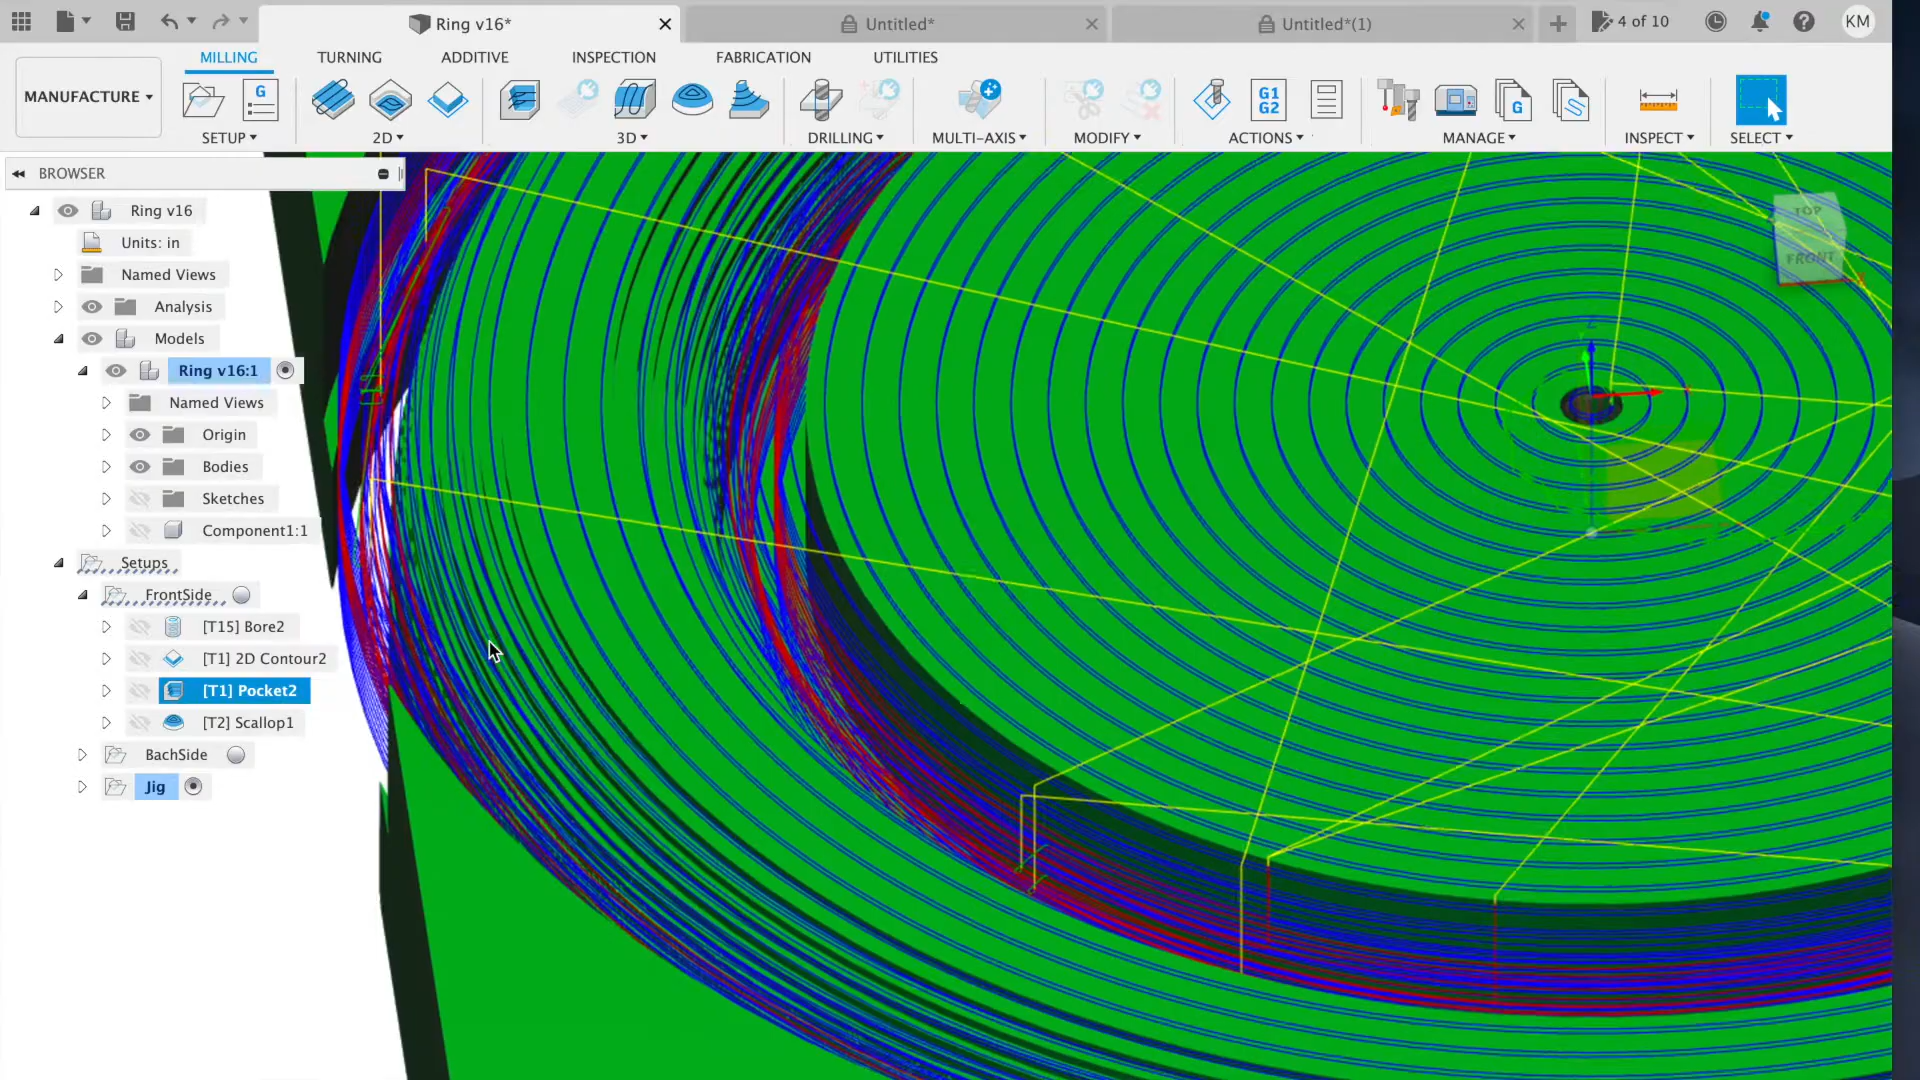 Ring v16*
Untitled*
Untitled*(1)
4 of 10
KM
MILLING
TURNING
ADDITIVE
INSPECTION
FABRICATION
UTILITIES
MANUFACTURE
G
G1
G2
G
SETUP
2D
3D
DRILLING
MULTI-AXIS
MODIFY
ACTIONS
MANAGE
INSPECT
SELECT
BROWSER
Ring v16
Units: in
Named Views
Analysis
Models
Ring v16:1
Named Views
Origin
Bodies
Sketches
Component1:1
Setups
FrontSide
[T15] Bore2
[T1] 2D Contour2
[T1] Pocket2
[T2] Scallop1
BachSide
Jig
TOP
FRONT
Z